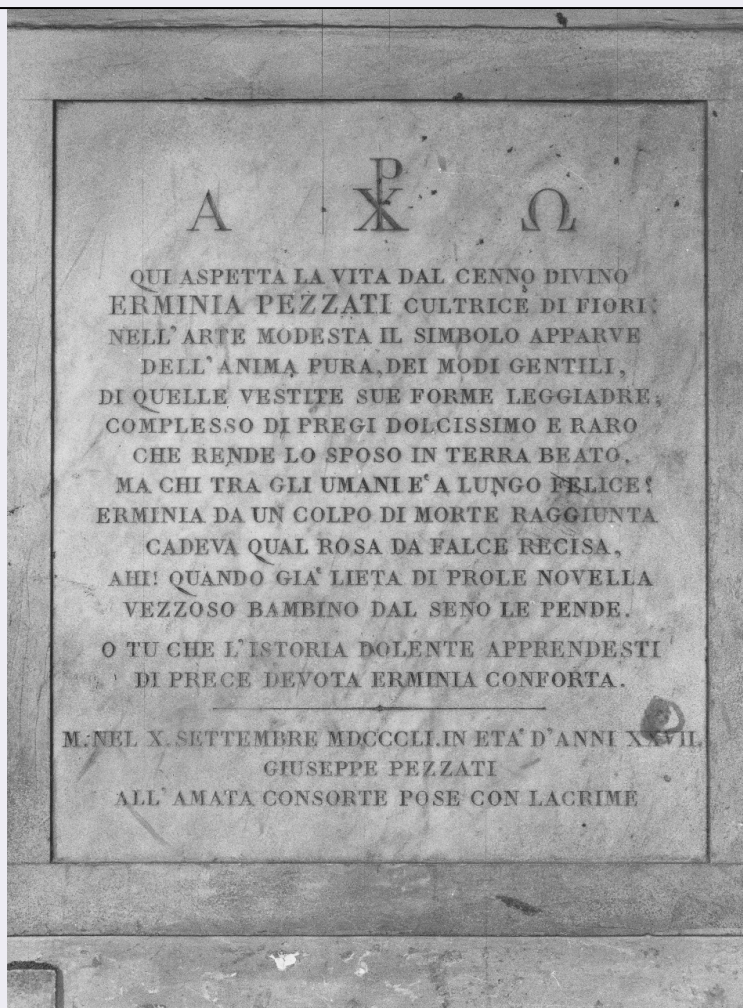 Α ☧ Ω
QUI ASPETTA LA VITA DAL CENNO DIVINO
ERMINIA PEZZATI CULTRICE DI FIORI:
NELL' ARTE MODESTA IL SIMBOLO APPARVE
DELL' ANIMA PURA, DEI MODI GENTILI,
DI QUELLE VESTITE SUE FORME LEGGIADRE,
COMPLESSO DI FREGI DOLCISSIMO E RARO
CHE RENDE LO SPOSO IN TERRA BEATO.
MA CHI TRA GLI UMANI E' A LUNGO FELICE!
ERMINIA DA UN COLPO DI MORTE RAGGIUNTA
CADEVA QUAL ROSA DA FALCE RECISA,
AHI! QUANDO GIA' LIETA DI PROLE NOVELLA
VEZZOSO BAMBINO DAL SENO LE PENDE.
O TU CHE L' ISTORIA DOLENTE APPRENDESTI
DI PRECE DEVOTA ERMINIA CONFORTA.
M. NEL X. SETTEMBRE MDCCCLI. IN ETA' D' ANNI XXVII.
GIUSEPPE PEZZATI
ALL' AMATA CONSORTE POSE CON LACRIME